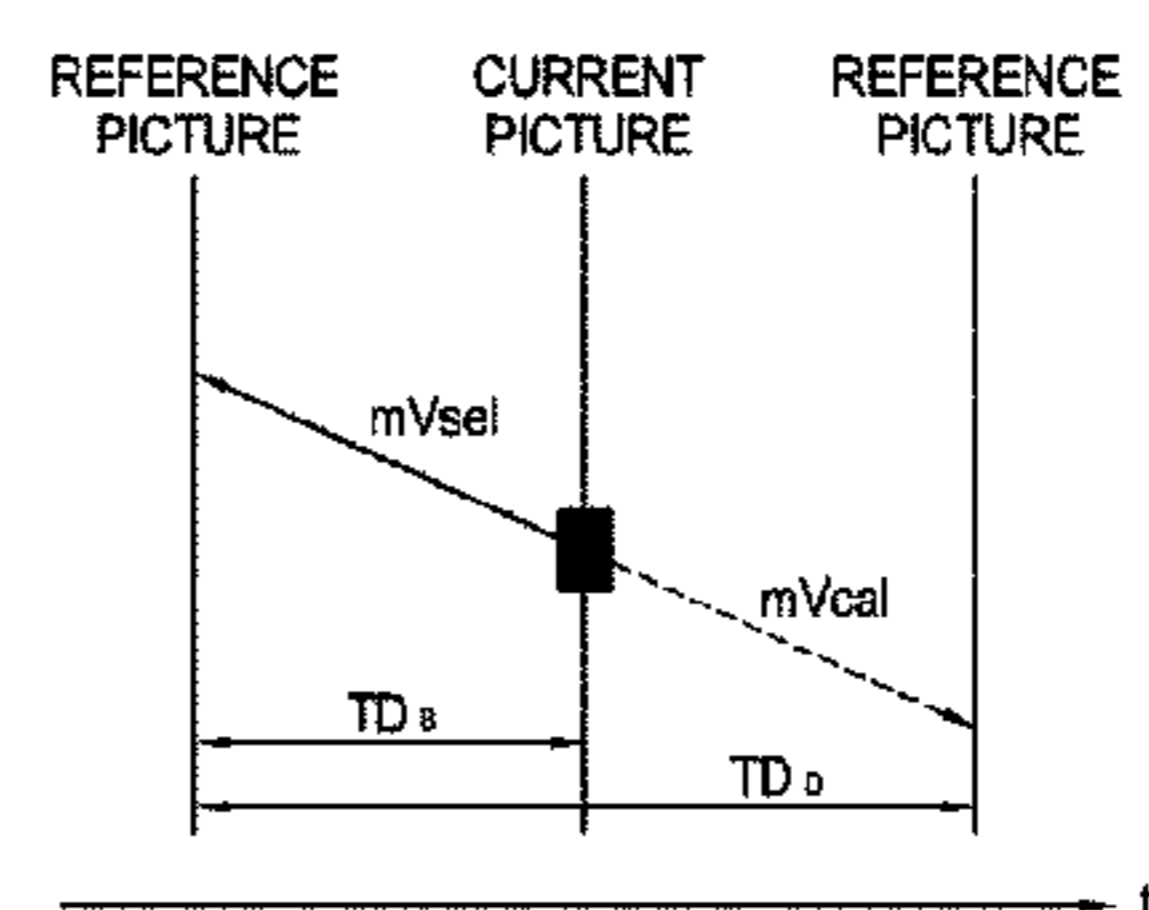 REFERENCE PICTURE
CURRENT PICTURE
REFERENCE PICTURE
mVsel
mVcal
TD B
TD D
t